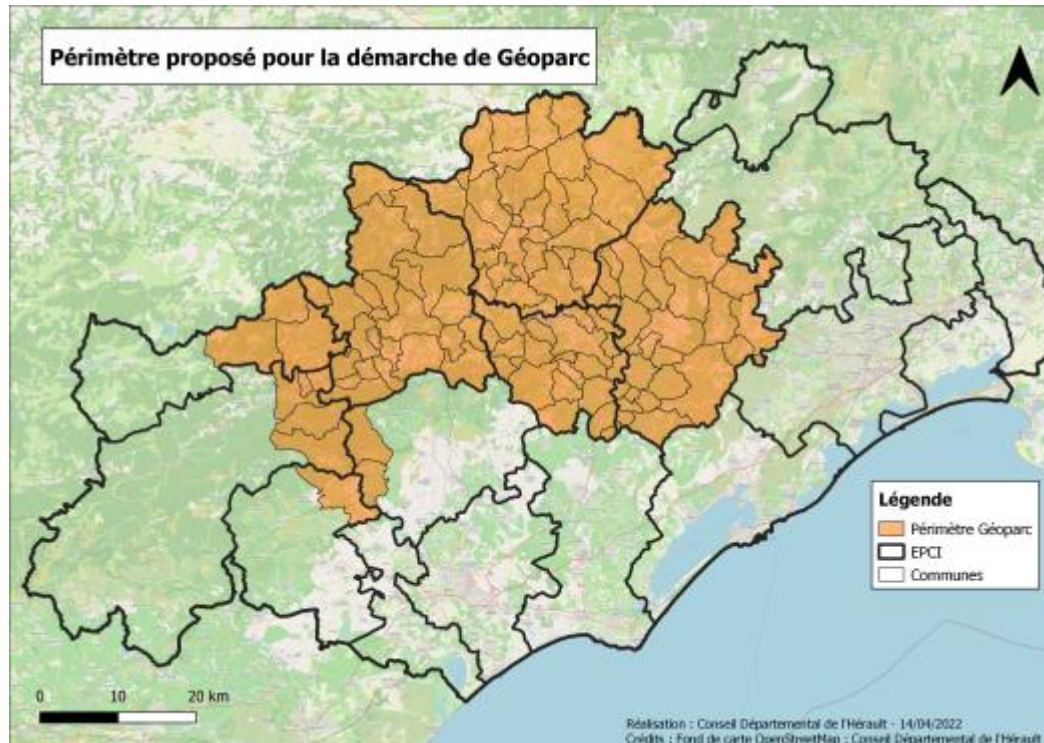 Périmètre proposé pour la démarche de Géoparc
Légende
Périmètre Géoparc
EPCI
Communes
0 10 20 km
Réalisation : Conseil Départemental de l'Hérault - 14/04/2022
Crédits : Fond de carte OpenStreetMap ; Conseil Départemental de l'Hérault